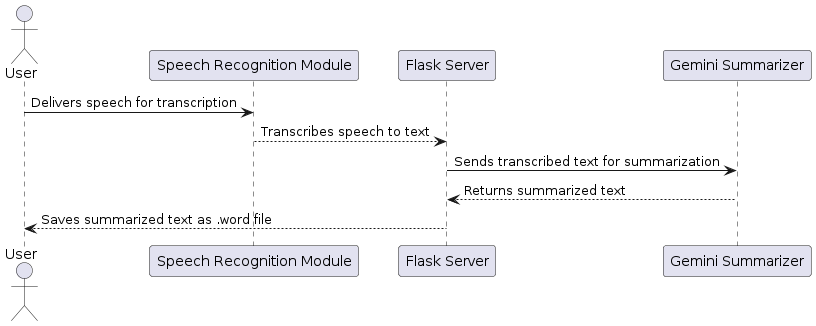 User
Speech Recognition Module
Flask Server
Gemini Summarizer
Delivers speech for transcription
Transcribes speech to text
Sends transcribed text for summarization
Returns summarized text
Saves summarized text as .word file
User
Speech Recognition Module
Flask Server
Gemini Summarizer